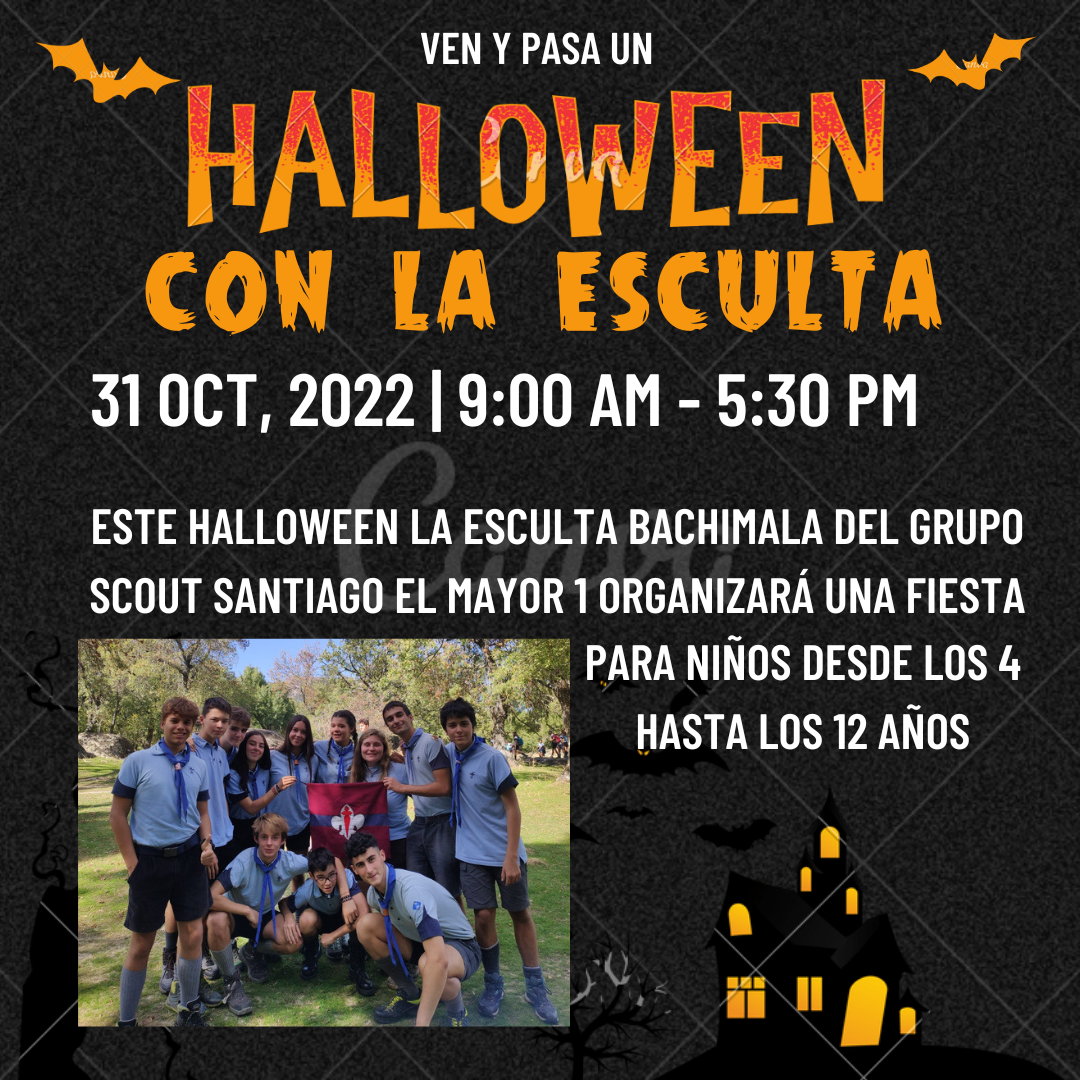 VEN Y PASA UN
HALLOWEEN
CON LA ESCULTA
31 OCT, 2022 | 9:00 AM - 5:30 PM
ESTE HALLOWEEN LA ESCULTA BACHIMALA DEL GRUPO
SCOUT SANTIAGO EL MAYOR 1 ORGANIZARÁ UNA FIESTA
PARA NIÑOS DESDE LOS 4
HASTA LOS 12 AÑOS
Canva